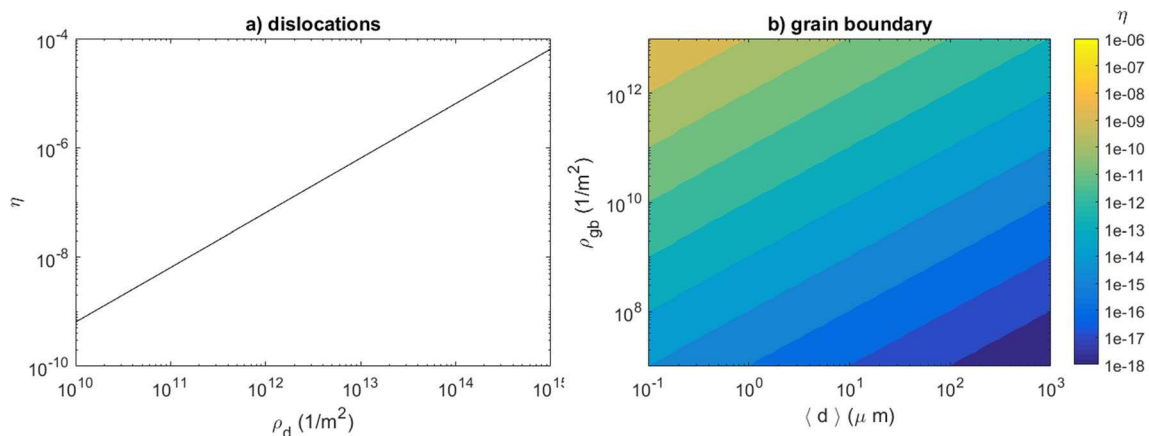 a) dislocations
10^-4
10^-6
10^-8
10^-10
η
10^10
10^11
10^12
10^13
10^14
10^15
ρ_d (1/m^2)
b) grain boundary
10^12
10^10
10^8
ρ_gb (1/m^2)
10^-1
10^0
10^1
10^2
10^3
⟨ d ⟩ (μ m)
η
1e-06
1e-07
1e-08
1e-09
1e-10
1e-11
1e-12
1e-13
1e-14
1e-15
1e-16
1e-17
1e-18